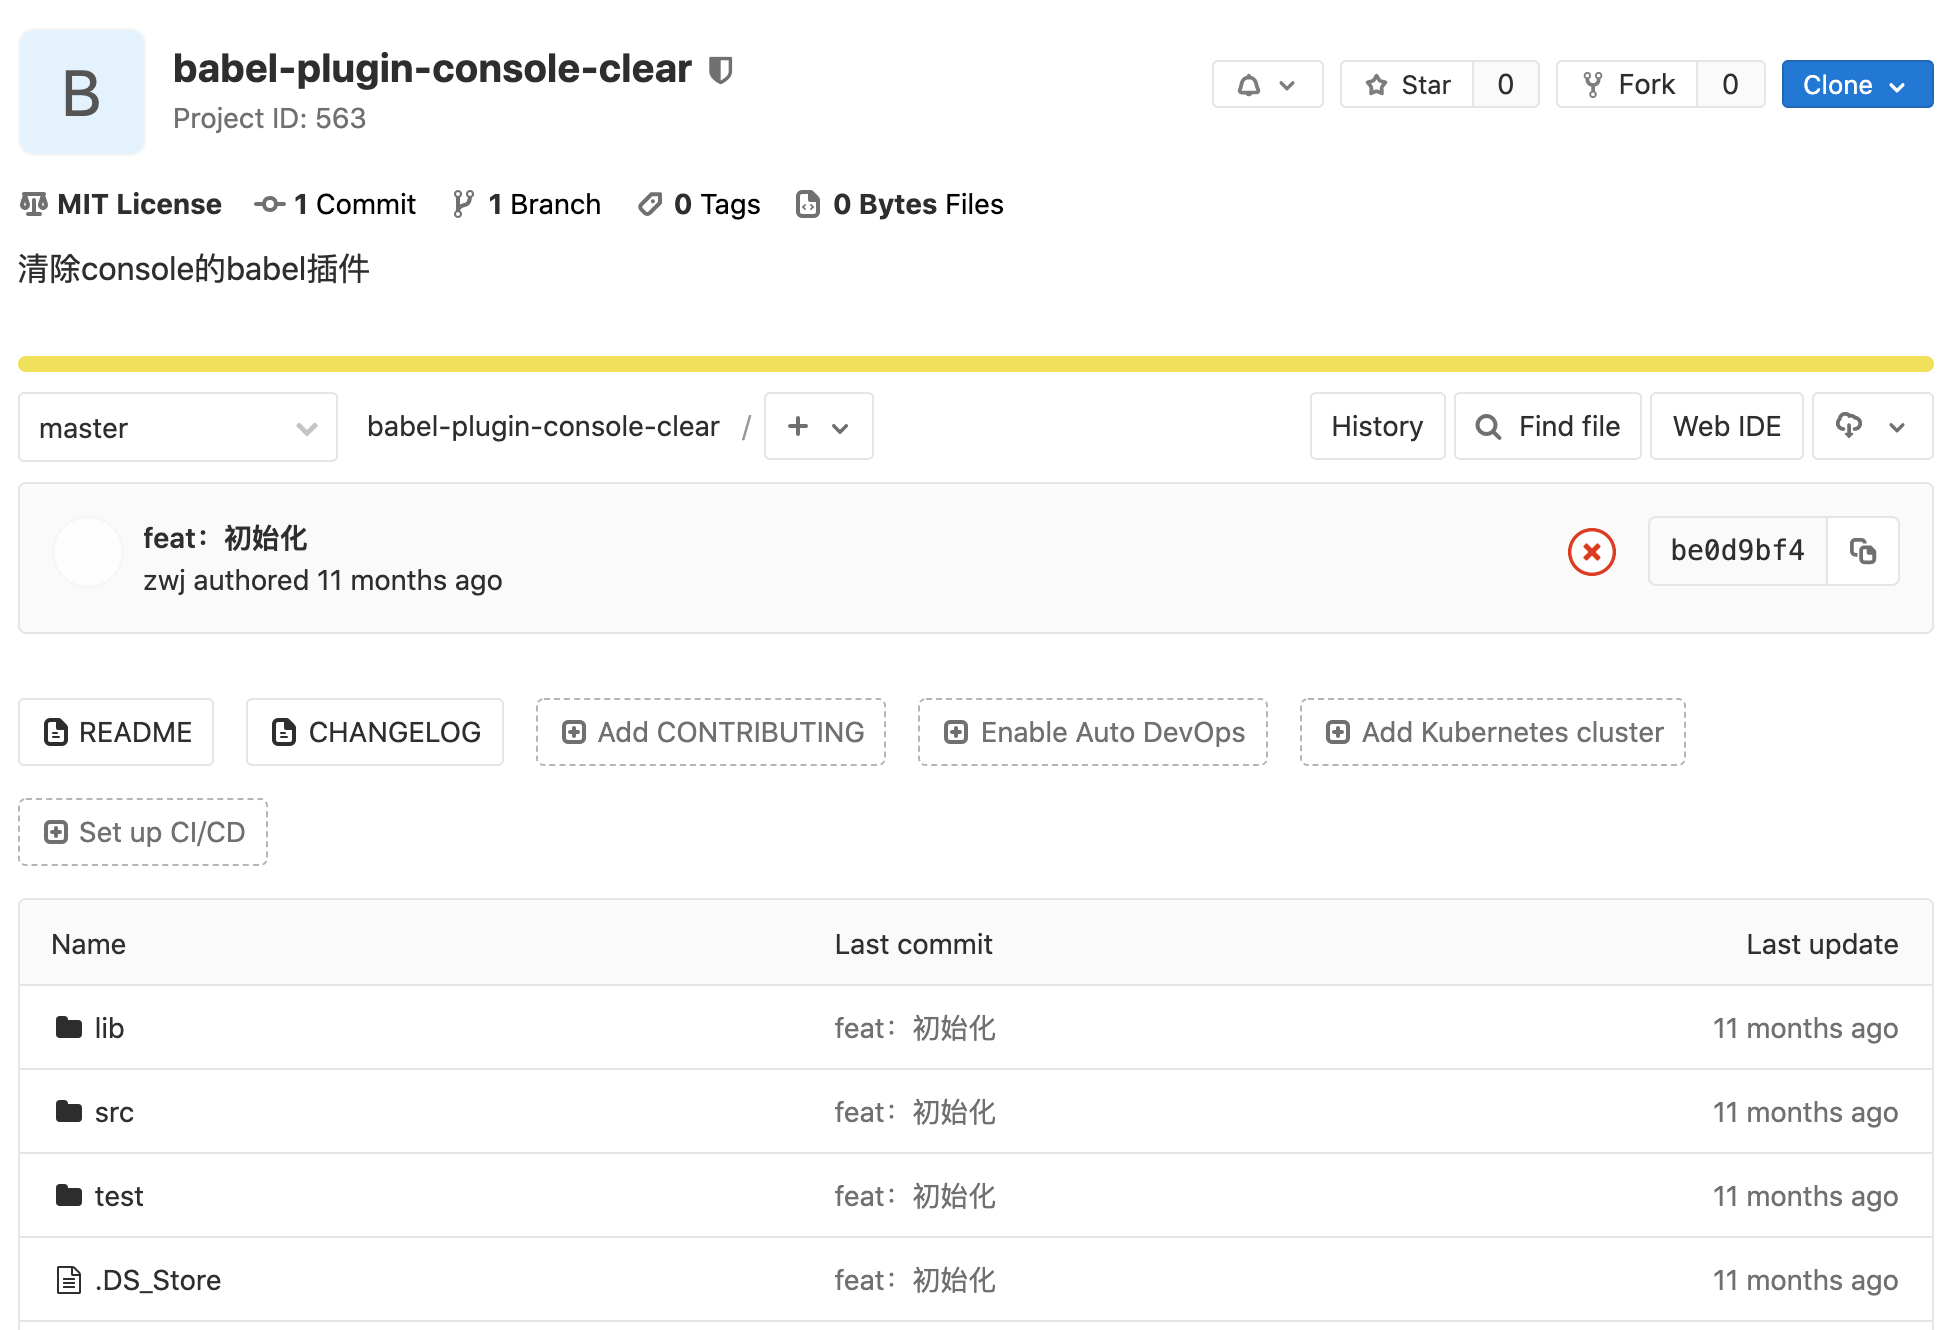 B
babel-plugin-console-clear
Project ID: 563
Star 0
Fork 0
Clone
MIT License 1 Commit 1 Branch 0 Tags 0 Bytes Files
清除console的babel插件
master
babel-plugin-console-clear / +
History
Find file
Web IDE
feat：初始化
zwj authored 11 months ago
be0d9bf4
README
CHANGELOG
Add CONTRIBUTING
Enable Auto DevOps
Add Kubernetes cluster
Set up CI/CD
Name Last commit Last update
lib feat：初始化 11 months ago
src feat：初始化 11 months ago
test feat：初始化 11 months ago
.DS_Store feat：初始化 11 months ago